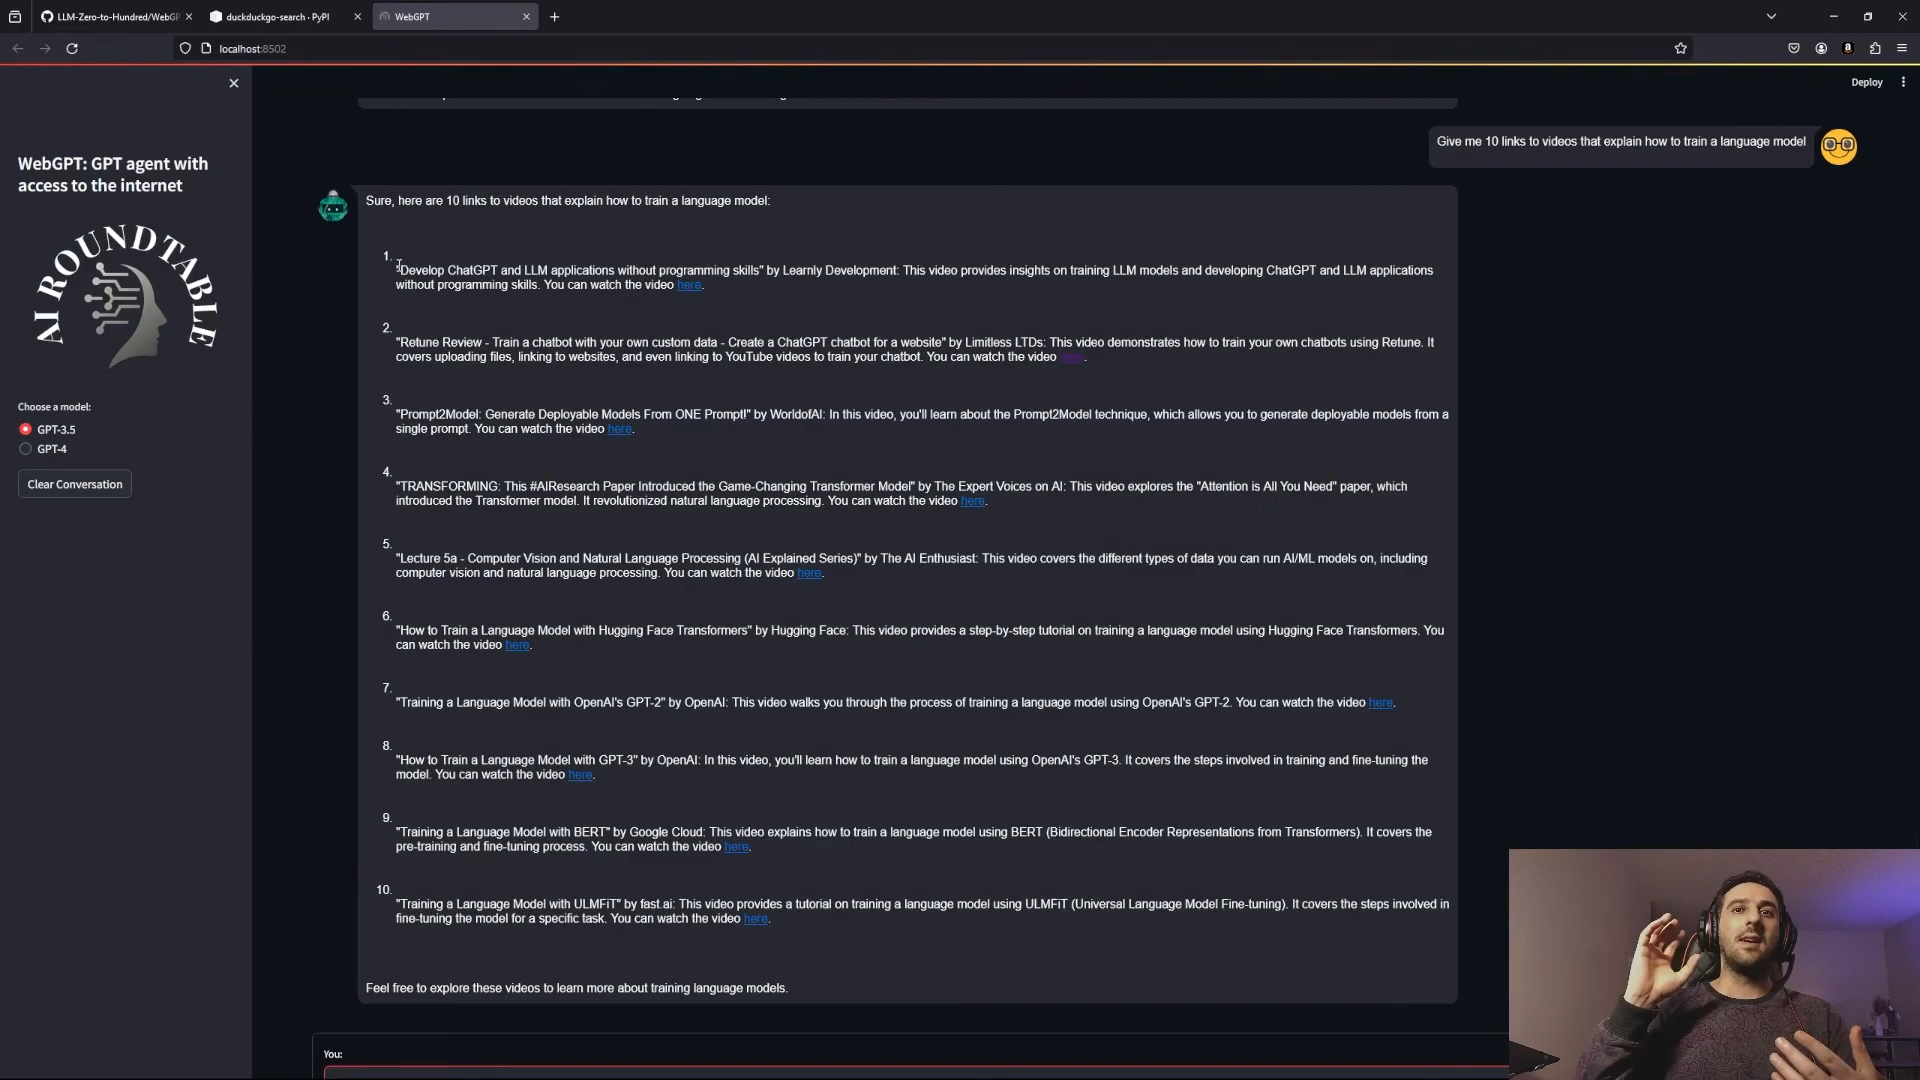 LLM-Zero-to-Hundred/WebGP
duckduckgo-search · PyPI
WebGPT
localhost:8502
Deploy
WebGPT: GPT agent with
access to the internet
AI ROUNDTABLE
Choose a model:
GPT-3.5
GPT-4
Clear Conversation
Give me 10 links to videos that explain how to train a language model
Sure, here are 10 links to videos that explain how to train a language model:
1.
"Develop ChatGPT and LLM applications without programming skills" by Learnly Development: This video provides insights on training LLM models and developing ChatGPT and LLM applications
without programming skills. You can watch the video here.
2.
"Retune Review - Train a chatbot with your own custom data - Create a ChatGPT chatbot for a website" by Limitless LTDs: This video demonstrates how to train your own chatbots using Retune. It
covers uploading files, linking to websites, and even linking to YouTube videos to train your chatbot. You can watch the video here.
3.
"Prompt2Model: Generate Deployable Models From ONE Prompt!" by WorldofAI: In this video, you'll learn about the Prompt2Model technique, which allows you to generate deployable models from a
single prompt. You can watch the video here.
4.
"TRANSFORMING: This #AIResearch Paper Introduced the Game-Changing Transformer Model" by The Expert Voices on AI: This video explores the "Attention is All You Need" paper, which
introduced the Transformer model. It revolutionized natural language processing. You can watch the video here.
5.
"Lecture 5a - Computer Vision and Natural Language Processing (AI Explained Series)" by The AI Enthusiast: This video covers the different types of data you can run AI/ML models on, including
computer vision and natural language processing. You can watch the video here.
6.
"How to Train a Language Model with Hugging Face Transformers" by Hugging Face: This video provides a step-by-step tutorial on training a language model using Hugging Face Transformers. You
can watch the video here.
7.
"Training a Language Model with OpenAI's GPT-2" by OpenAI: This video walks you through the process of training a language model using OpenAI's GPT-2. You can watch the video here.
8.
"How to Train a Language Model with GPT-3" by OpenAI: In this video, you'll learn how to train a language model using OpenAI's GPT-3. It covers the steps involved in training and fine-tuning the
model. You can watch the video here.
9.
"Training a Language Model with BERT" by Google Cloud: This video explains how to train a language model using BERT (Bidirectional Encoder Representations from Transformers). It covers the
pre-training and fine-tuning process. You can watch the video here.
10.
"Training a Language Model with ULMFiT" by fast.ai: This video provides a tutorial on training a language model using ULMFiT (Universal Language Model Fine-tuning). It covers the steps involved in
fine-tuning the model for a specific task. You can watch the video here.
Feel free to explore these videos to learn more about training language models.
You: